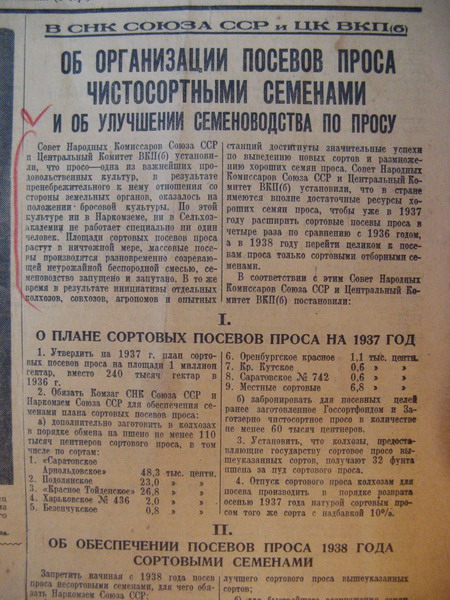 В СНК СОЮЗА ССР и ЦК ВКП(б)
ОБ ОРГАНИЗАЦИИ ПОСЕВОВ ПРОСА
ЧИСТОСОРТНЫМИ СЕМЕНАМИ
И ОБ УЛУЧШЕНИИ СЕМЕНОВОДСТВА ПО ПРОСУ
Совет Народных Комиссаров Союза ССР
и Центральный Комитет ВКП(б) установи-
ли, что просо—одна из важнейших про-
довольственных культур, в результате
пренебрежительного к нему отношения со
стороны земельных органов, оказалось на
положении бросовой культуры. По этой
культуре ни в Наркомземе, ни в Сельхоз-
академии не работает специально ни один
человек. Площади сортовых посевов проса
растут в ничтожной мере, массовые посе-
вы производятся разновременно созреваю-
щей неурожайной беспородной смесью, се-
меноводство запущено и запутано. В то же
время в результате инициативы отдельных
колхозов, совхозов, агрономов и опытных
станций достигнуты значительные успехи
по выведению новых сортов и размноже-
нию хороших семян проса. Совет Народных
Комиссаров Союза ССР и Центральный Ко-
митет ВКП(б) установили, что в стране
имеются вполне достаточные ресурсы хоро-
ших семян проса, чтобы уже в 1937
году расширить сортовые посевы проса в
четыре раза по сравнению с 1936 годом,
а в 1938 году перейти целиком к посе-
вам проса только сортовыми отборными се-
менами.
В соответствии с этим Совет Народных
Комиссаров Союза ССР и Центральный Ко-
митет ВКП(б) постановили:
I.
О ПЛАНЕ СОРТОВЫХ ПОСЕВОВ ПРОСА НА 1937 ГОД
1. Утвердить на 1937 г. план сорто-
вых посевов проса на площади 1 миллион
гектар, вместо 240 тысяч гектар в
1936 г.
2. Обязать Комзаг СНК Союза ССР и
Наркомзем Союза ССР для обеспечения се-
менами плана сортовых посевов проса:
а) дополнительно заготовить в колхозах
в порядке обмена на пшено не менее 110
тысяч центнеров сортового проса, в том
числе по сортам:
1. «Саратовское
Арнольдовское» 48,3 тыс. центн.
2. Подолянское 23,0 » »
3. «Красное Тойденское» 26,8 » »
4. Харьковское № 436 2,0 » »
5. Безенчукское 0,8 » »
6. Оренбургское красное 1,1 тыс. центн.
7. Кр. Кутское 0,6 » »
8. Саратовское № 742 0,6 » »
9. Местные сортовые 6,8 » »
б) забронировать для посевных целей
ранее заготовленное Госсортфондом и За-
готзерно чистосортное просо в количестве
не менее 60 тысяч центнеров.
3. Установить, что колхозы, предоста-
вляющие государству сортовое просо вы-
шеуказанных сортов, получают 32 фунта
пшена за пуд сортового проса.
4. Отпуск сортового проса колхозам для
посева производить в порядке возврата
осенью 1937 года натурой сортовым про-
сом того же сорта с надбавкой 10%.
II.
ОБ ОБЕСПЕЧЕНИИ ПОСЕВОВ ПРОСА 1938 ГОДА
СОРТОВЫМИ СЕМЕНАМИ
Запретить начиная с 1938 года посев
проса несортовыми семенами, для чего обя-
зать Наркомзем Союза ССР:
лучшего сортового проса вышеуказанных
сортов;